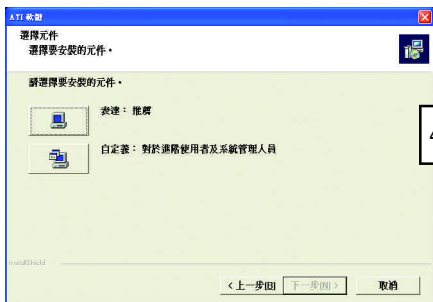 ATI 軟體
選擇元件
選擇要安裝的元件。
請選擇要安裝的元件。
表達： 推薦
4
自定義： 對於進階使用者及系統管理人員
InstallShield
< 上一步(B)
下一步(N) >
取消